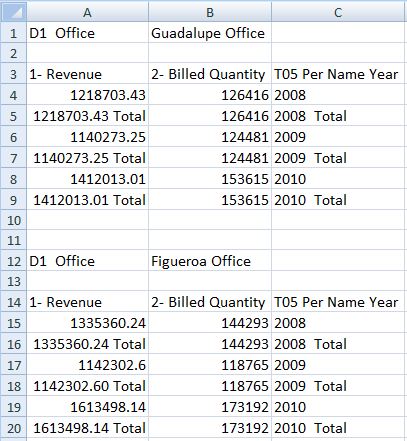 A B C
1 D1 Office Guadalupe Office
2
3 1- Revenue 2- Billed Quantity T05 Per Name Year
4 1218703.43 126416 2008
5 1218703.43 Total 126416 2008 Total
6 1140273.25 124481 2009
7 1140273.25 Total 124489 2009 Total
8 1412013.01 153615 2010
9 1412013.01 Total 153615 2010 Total
10
11
12 D1 Office Figueroa Office
13
14 1- Revenue 2- Billed Quantity T05 Per Name Year
15 1335360.24 144293 2008
16 1335360.24 Total 144293 2008 Total
17 1142302.6 118765 2009
18 1142302.60 Total 118769 2009 Total
19 1613498.14 173192 2010
20 1613498.14 Total 173192 2010 Total